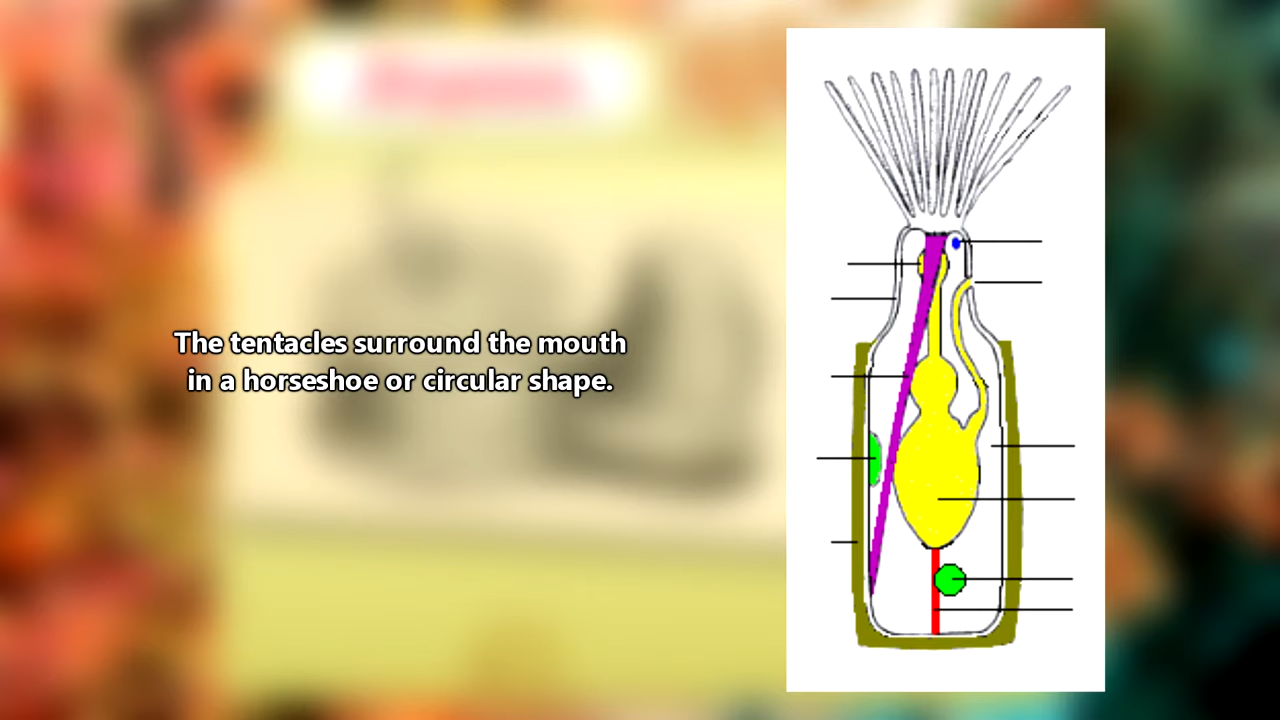 The tentacles surround the mouth
in a horseshoe or circular shape.